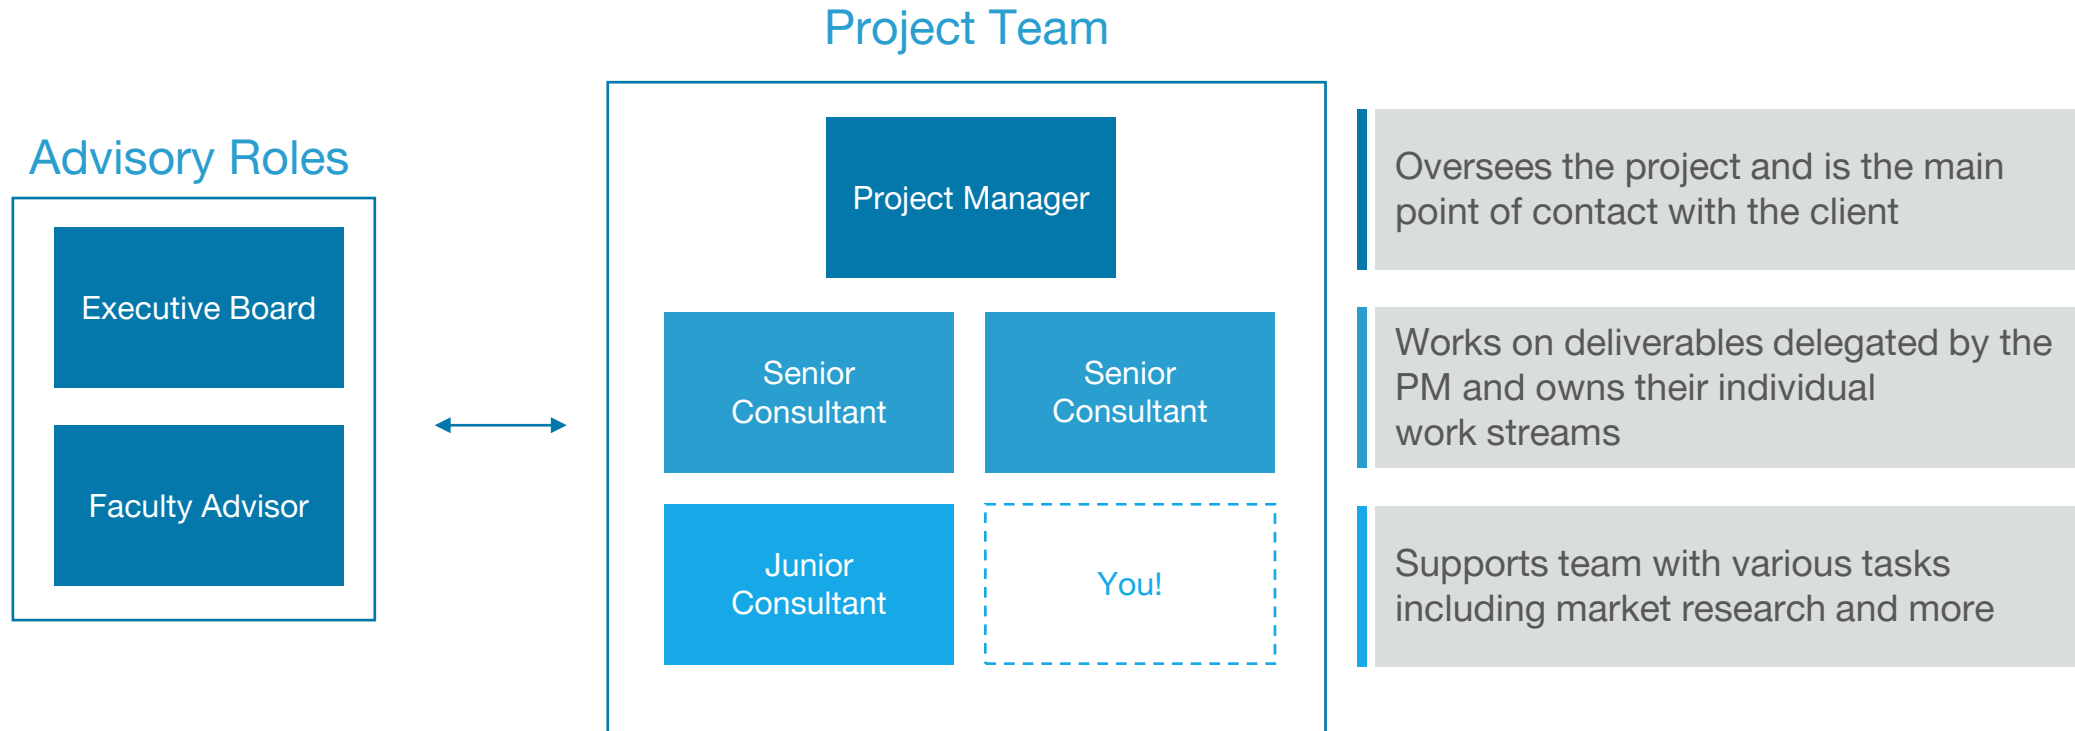 Project Team
Advisory Roles
Executive Board
Faculty Advisor
Project Manager
Senior
Consultant
Senior
Consultant
Junior
Consultant
You!
Oversees the project and is the main
point of contact with the client
Works on deliverables delegated by the
PM and owns their individual
work streams
Supports team with various tasks
including market research and more